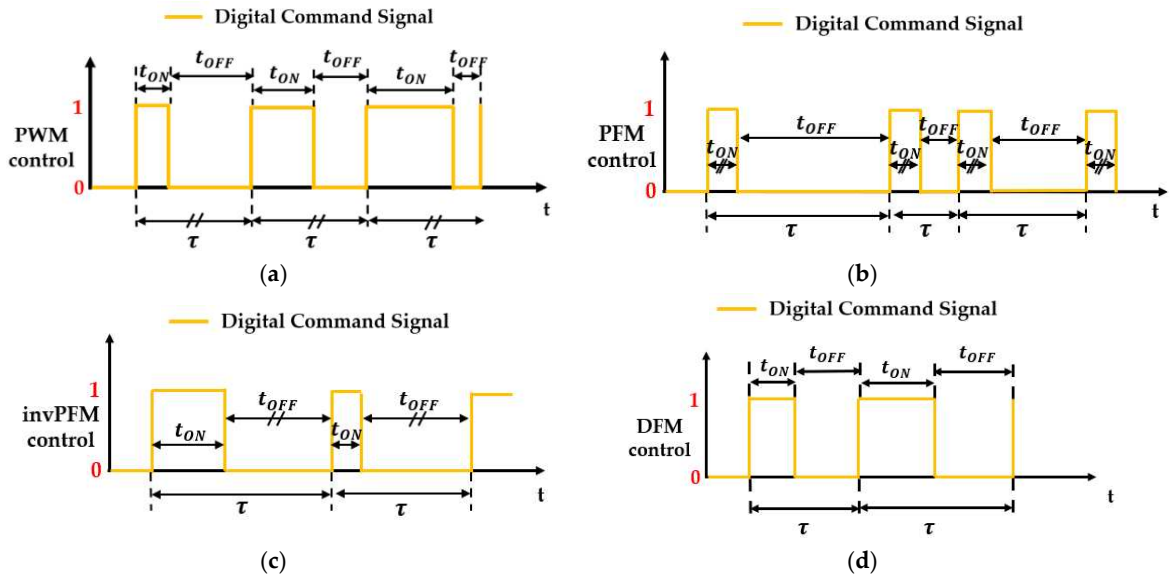 Digital Command Signal
t_ON t_OFF t_ON t_OFF t_ON t_OFF
1
PWM
control
0
t
τ τ τ
(a)
Digital Command Signal
1
PFM
control
t_OFF t_OFF t_OFF
t_ON t_ON t_ON t_ON
0
t
τ τ τ
(b)
Digital Command Signal
1
invPFM
control
t_OFF t_OFF
t_ON t_ON
0
t
τ τ
(c)
Digital Command Signal
t_ON t_OFF t_ON t_OFF
1
DFM
control
0
t
τ τ
(d)